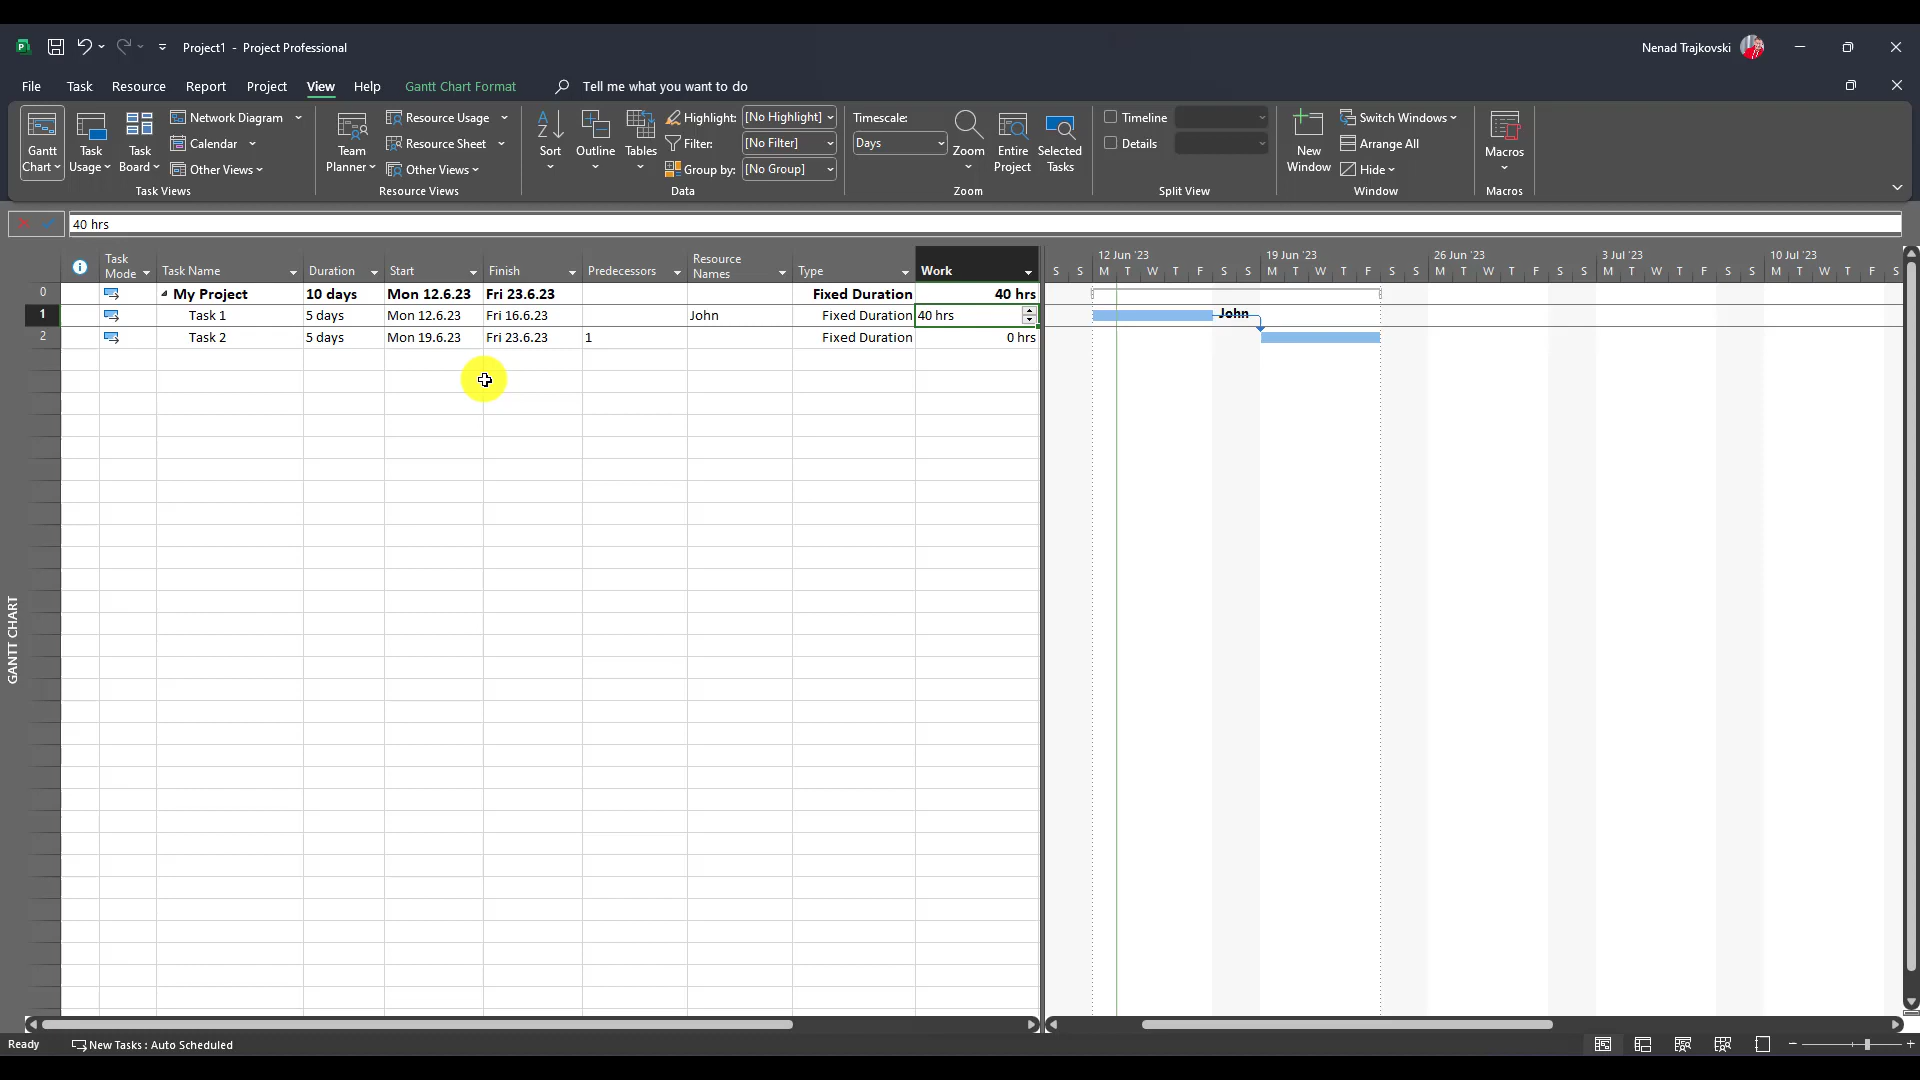 Project1 - Project Professional
Nenad Trajkovski
File Task Resource Report Project View Help Gantt Chart Format Tell me what you want to do
Gantt Chart
Task Usage
Task Board
Network Diagram
Calendar
Other Views
Task Views
Team Planner
Resource Usage
Resource Sheet
Other Views
Resource Views
Sort
Outline
Tables
Highlight: [No Highlight]
Filter: [No Filter]
Group by: [No Group]
Data
Timescale:
Days
Zoom
Entire Project
Selected Tasks
Zoom
Timeline
Details
Split View
New Window
Switch Windows
Arrange All
Hide
Window
Macros
Macros
40 hrs
Task Mode Task Name Duration Start Finish Predecessors Resource Names Type Work
0 My Project 10 days Mon 12.6.23 Fri 23.6.23 Fixed Duration 40 hrs
1 Task 1 5 days Mon 12.6.23 Fri 16.6.23 John Fixed Duration 40 hrs
2 Task 2 5 days Mon 19.6.23 Fri 23.6.23 1 Fixed Duration 0 hrs
12 Jun '23 19 Jun '23 26 Jun '23 3 Jul '23 10 Jul '23
S S M T W T F S S M T W T F S S M T W T F S S M T W T F S S M T W T F S
John
GANTT CHART
Ready New Tasks : Auto Scheduled